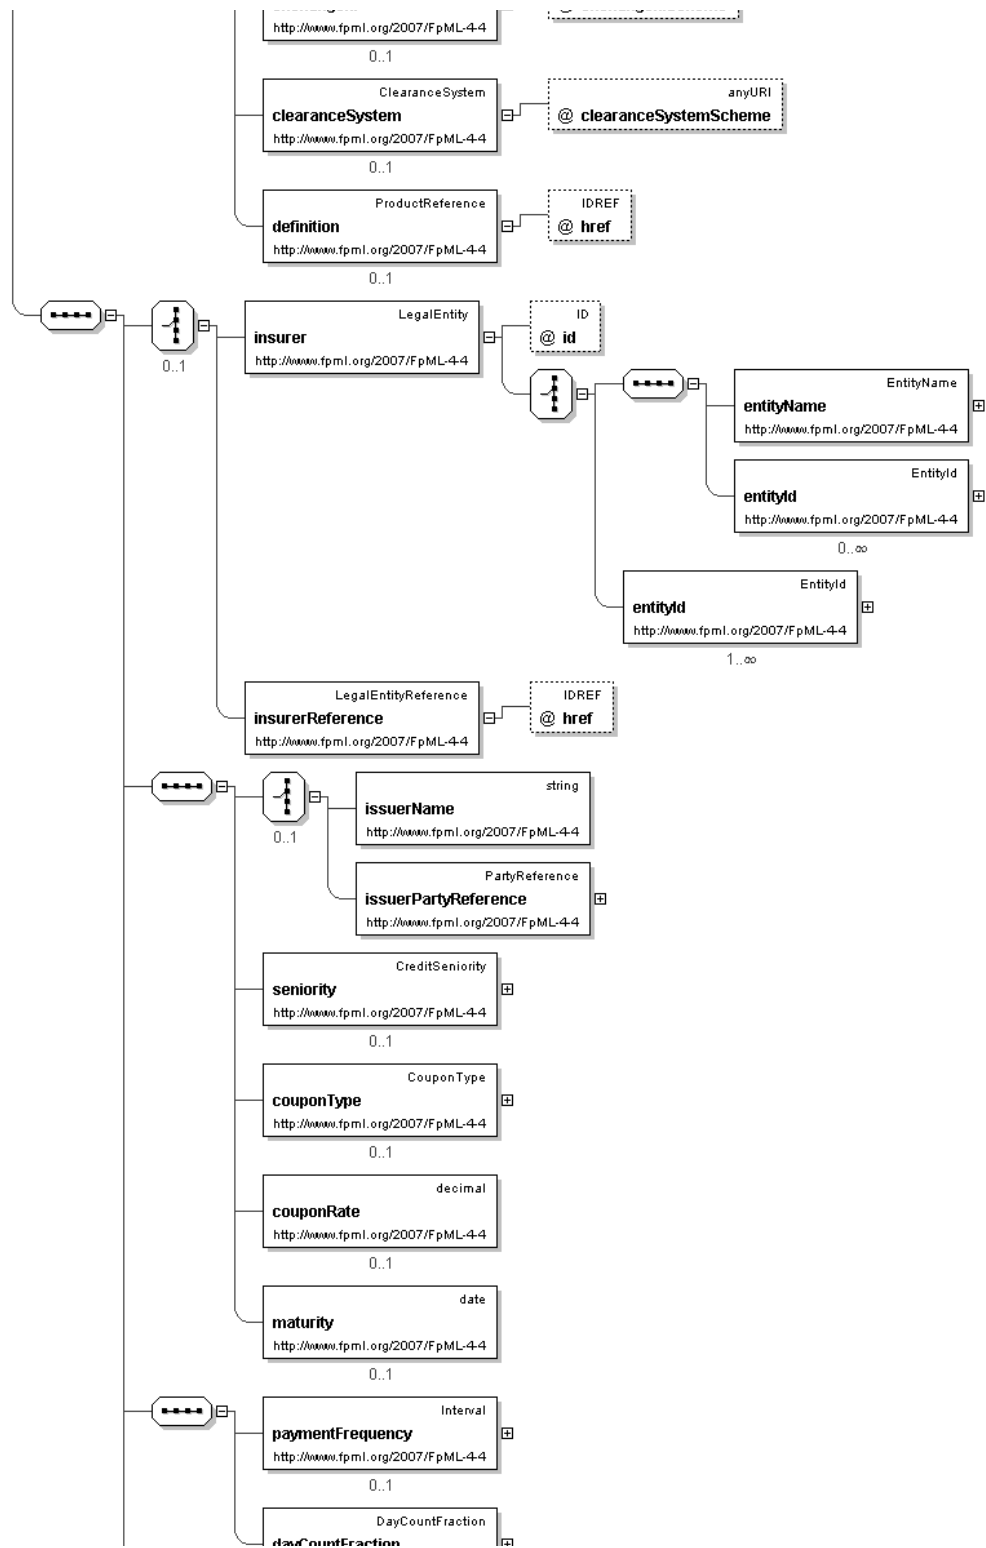 http://www.fpml.org/2007/FpML-4-4
0..1
ClearanceSystem
clearanceSystem
http://www.fpml.org/2007/FpML-4-4
0..1
anyURI
@ clearanceSystemScheme
ProductReference
definition
http://www.fpml.org/2007/FpML-4-4
0..1
IDREF
@ href
0..1
LegalEntity
insurer
http://www.fpml.org/2007/FpML-4-4
ID
@ id
EntityName
entityName
http://www.fpml.org/2007/FpML-4-4
EntityId
entityId
http://www.fpml.org/2007/FpML-4-4
0..∞
EntityId
entityId
http://www.fpml.org/2007/FpML-4-4
1..∞
LegalEntityReference
insurerReference
http://www.fpml.org/2007/FpML-4-4
IDREF
@ href
0..1
string
issuerName
http://www.fpml.org/2007/FpML-4-4
PartyReference
issuerPartyReference
http://www.fpml.org/2007/FpML-4-4
CreditSeniority
seniority
http://www.fpml.org/2007/FpML-4-4
0..1
CouponType
couponType
http://www.fpml.org/2007/FpML-4-4
0..1
decimal
couponRate
http://www.fpml.org/2007/FpML-4-4
0..1
date
maturity
http://www.fpml.org/2007/FpML-4-4
0..1
Interval
paymentFrequency
http://www.fpml.org/2007/FpML-4-4
0..1
DayCountFraction
dayCountFraction